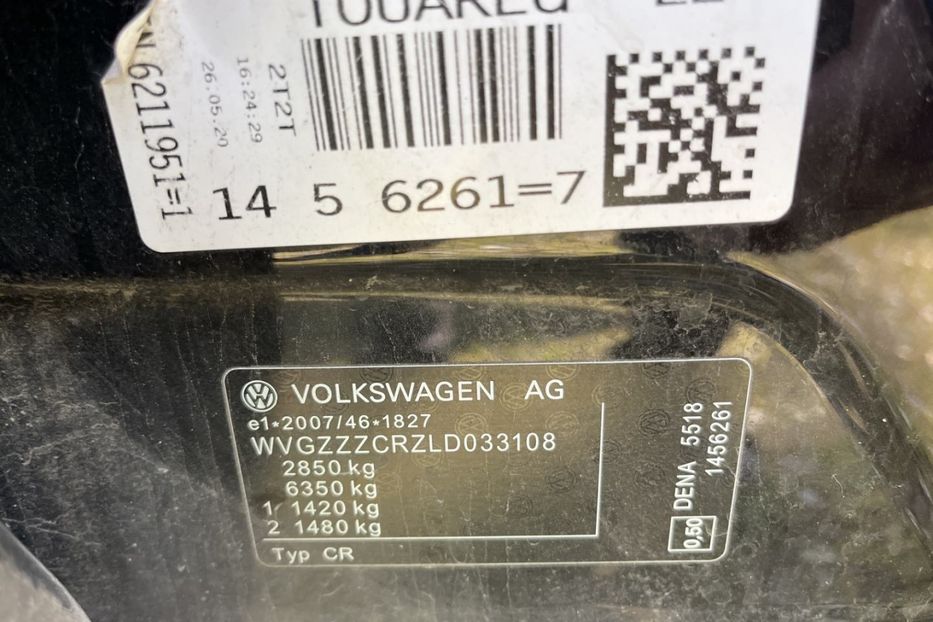 TOUAREG
14 5 6261=7
2T2T
16:24:29
26.05.20
6211951=1
VOLKSWAGEN AG
e1*2007/46*1827
WVGZZZCRZLD033108
2850 kg
6350 kg
1 1420 kg
2 1480 kg
Typ CR
0,50 DENA 5518
1456261